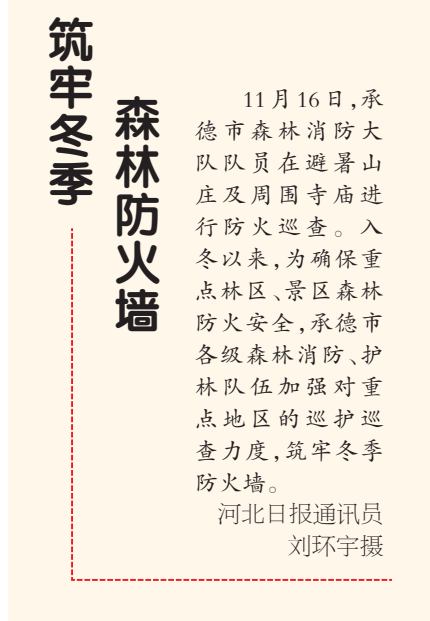 筑牢冬季
森林防火墙
11月16日,承
德市森林消防大
队队员在避暑山
庄及周围寺庙进
行防火巡查。入
冬以来,为确保重
点林区、景区森林
防火安全,承德市
各级森林消防、护
林队伍加强对重
点地区的巡护巡
查力度,筑牢冬季
防火墙。
河北日报通讯员
刘环宇摄